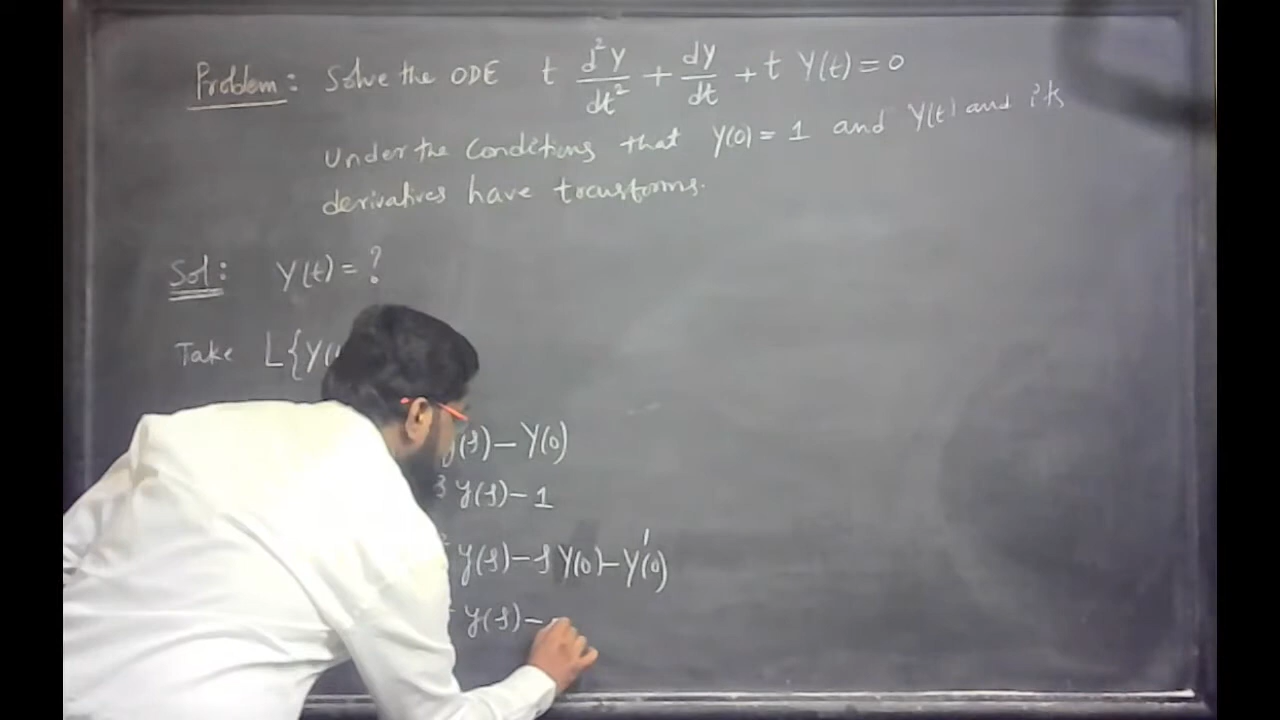 Problem: Solve the ODE t d²Y/dt² + dY/dt + t Y(t) = 0
Under the conditions that Y(0) = 1 and Y(t) and its
derivatives have transforms.
Sol: Y(t) = ?
Take L{Y(
y(s) - Y(0)
y(s) - 1
y(s) - s Y(0) - Y'(0)
y(s) -